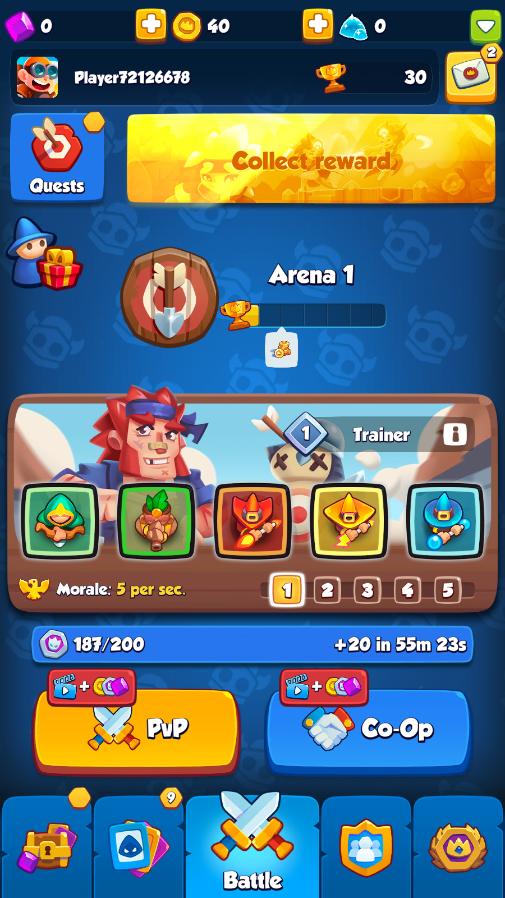 0
40
0
Player72126678
30
2
Quests
Collect reward
Arena 1
1
Trainer
i
Morale: 5 per sec.
1 2 3 4 5
187/200
+20 in 55m 23s
+
+
PvP
Co-Op
9
Battle